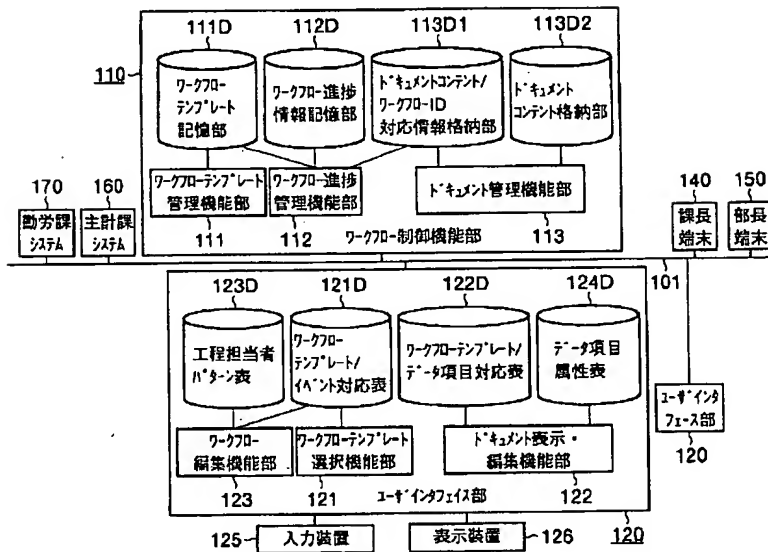 111D
112D
113D1
113D2
110
ワークフロー
テンプレート
記憶部
ワークフロー進捗
情報記憶部
ドキュメントコンテント/
ワークフローID
対応情報格納部
ドキュメント
コンテント格納部
170
160
140
150
勤労課
システム
主計課
システム
ワークフローテンプレート
管理機能部
ワークフロー進捗
管理機能部
ドキュメント管理機能部
課長
端末
部長
端末
111
112
113
ワークフロー制御機能部
101
123D
121D
122D
124D
工程担当者
パターン表
ワークフロー
テンプレート/
イベント対応表
ワークフローテンプレート/
データ項目対応表
データ項目
属性表
ユーザインタ
フェース部
120
ワークフロー
編集機能部
ワークフローテンプレート
選択機能部
ドキュメント表示・
編集機能部
123
121
122
ユーザインタフェイス部
125
入力装置
表示装置
126
120